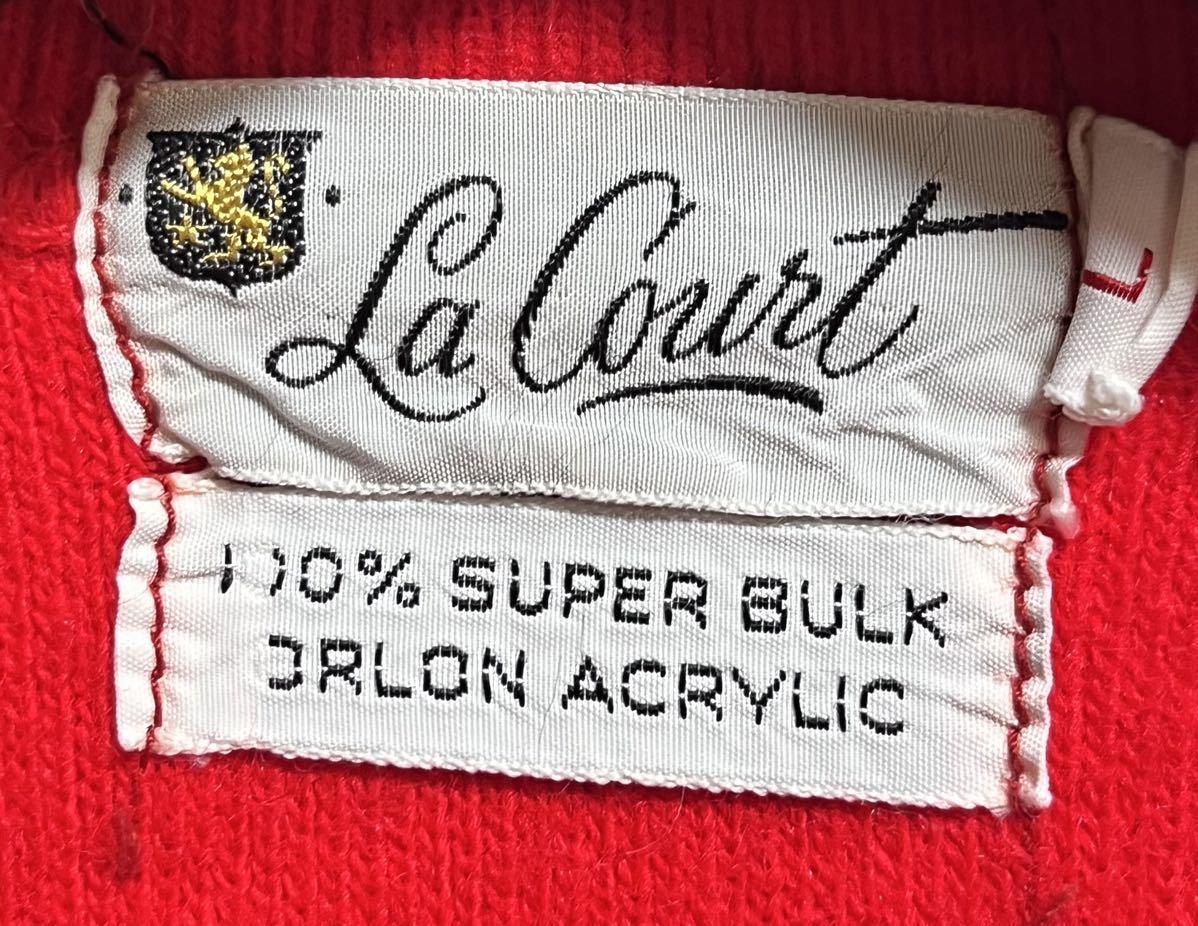 La Court
L
100% SUPER BULK
ORLON ACRYLIC